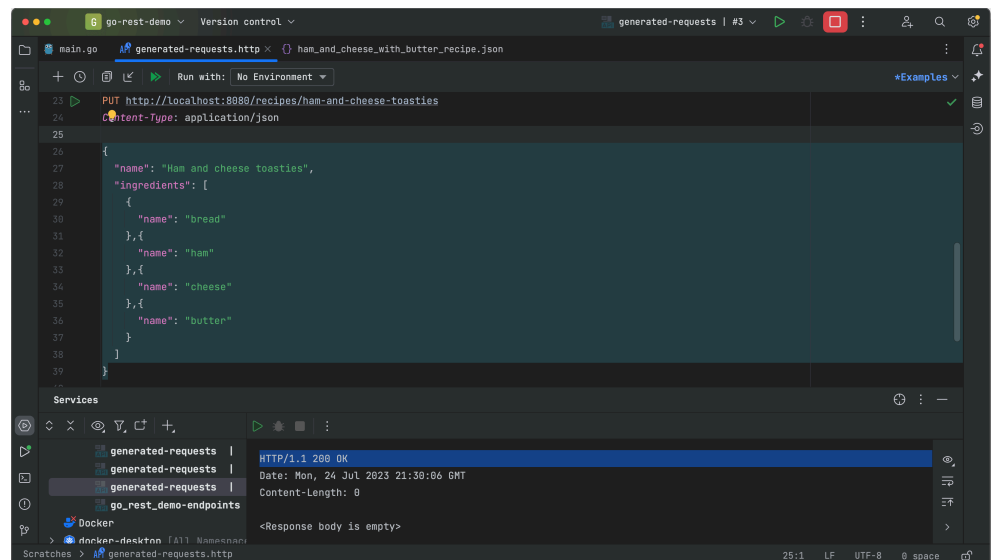 G go-rest-demo Version control generated-requests | #3
main.go API generated-requests.http {} ham_and_cheese_with_butter_recipe.json
Run with: No Environment *Examples
23 PUT http://localhost:8080/recipes/ham-and-cheese-toasties
24 Content-Type: application/json
25
26 {
27 "name": "Ham and cheese toasties",
28 "ingredients": [
29 {
30 "name": "bread"
31 },{
32 "name": "ham"
33 },{
34 "name": "cheese"
35 },{
36 "name": "butter"
37 }
38 ]
39 }
Services
generated-requests |
generated-requests |
generated-requests |
go_rest_demo-endpoints
Docker
docker-desktop [All Namespace
HTTP/1.1 200 OK
Date: Mon, 24 Jul 2023 21:30:06 GMT
Content-Length: 0
<Response body is empty>
Scratches > API generated-requests.http 25:1 LF UTF-8 0 space